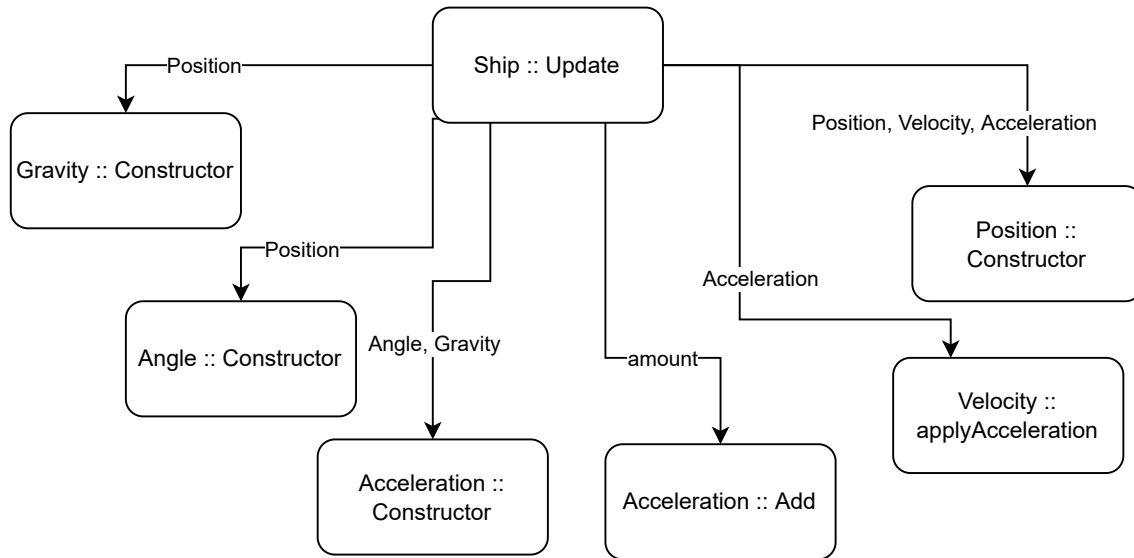 Ship :: Update
Position
Gravity :: Constructor
Position, Velocity, Acceleration
Position ::
Constructor
Position
Acceleration
Angle :: Constructor
Angle, Gravity
amount
Velocity ::
applyAcceleration
Acceleration ::
Constructor
Acceleration :: Add